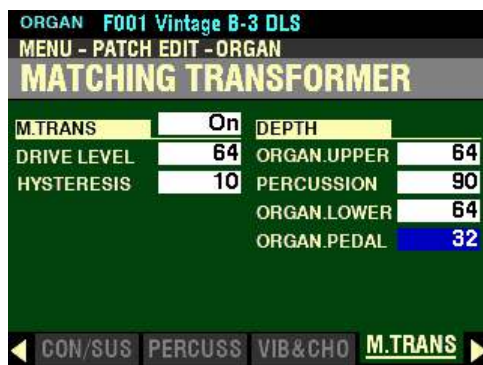 ORGAN F001 Vintage B-3 DLS
MENU - PATCH EDIT - ORGAN
MATCHING TRANSFORMER
M.TRANS On DEPTH
DRIVE LEVEL 64 ORGAN.UPPER 64
HYSTERESIS 10 PERCUSSION 90
ORGAN.LOWER 64
ORGAN.PEDAL 32
CON/SUS PERCUSS VIB&CHO M.TRANS